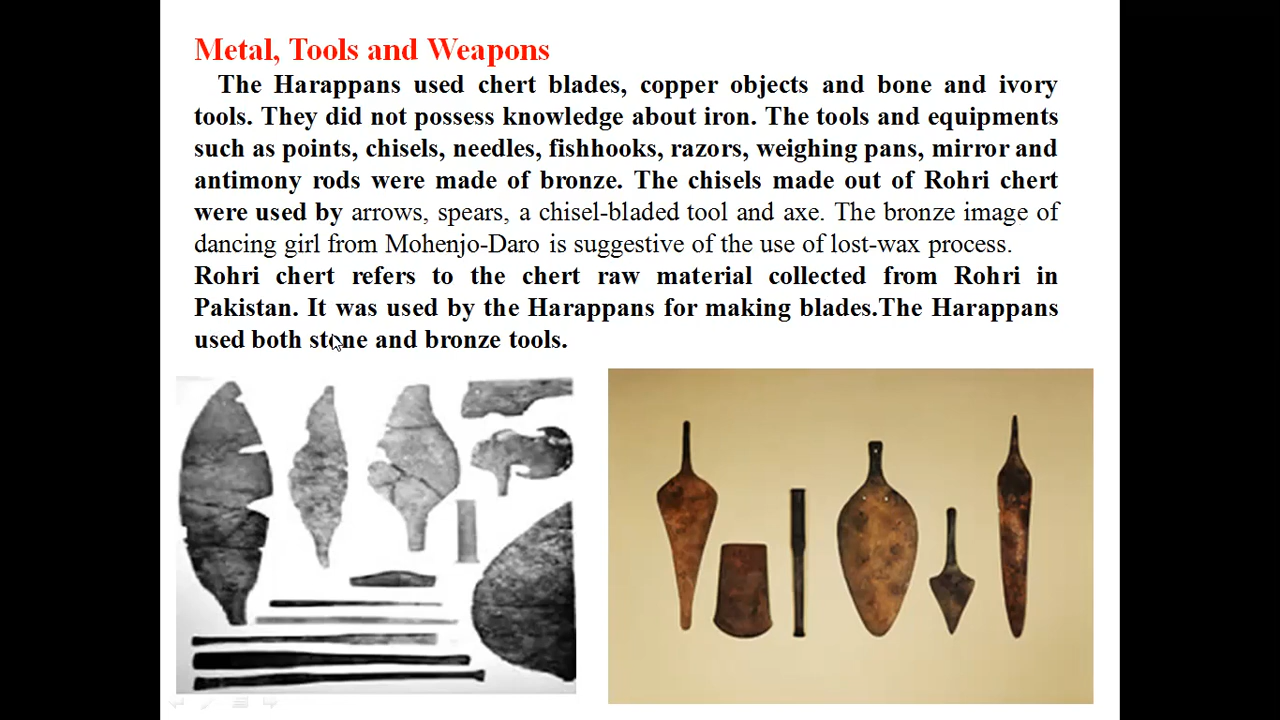 Metal, Tools and Weapons
The Harappans used chert blades, copper objects and bone and ivory
tools. They did not possess knowledge about iron. The tools and equipments
such as points, chisels, needles, fishhooks, razors, weighing pans, mirror and
antimony rods were made of bronze. The chisels made out of Rohri chert
were used by arrows, spears, a chisel-bladed tool and axe. The bronze image of
dancing girl from Mohenjo-Daro is suggestive of the use of lost-wax process.
Rohri chert refers to the chert raw material collected from Rohri in
Pakistan. It was used by the Harappans for making blades.The Harappans
used both stone and bronze tools.